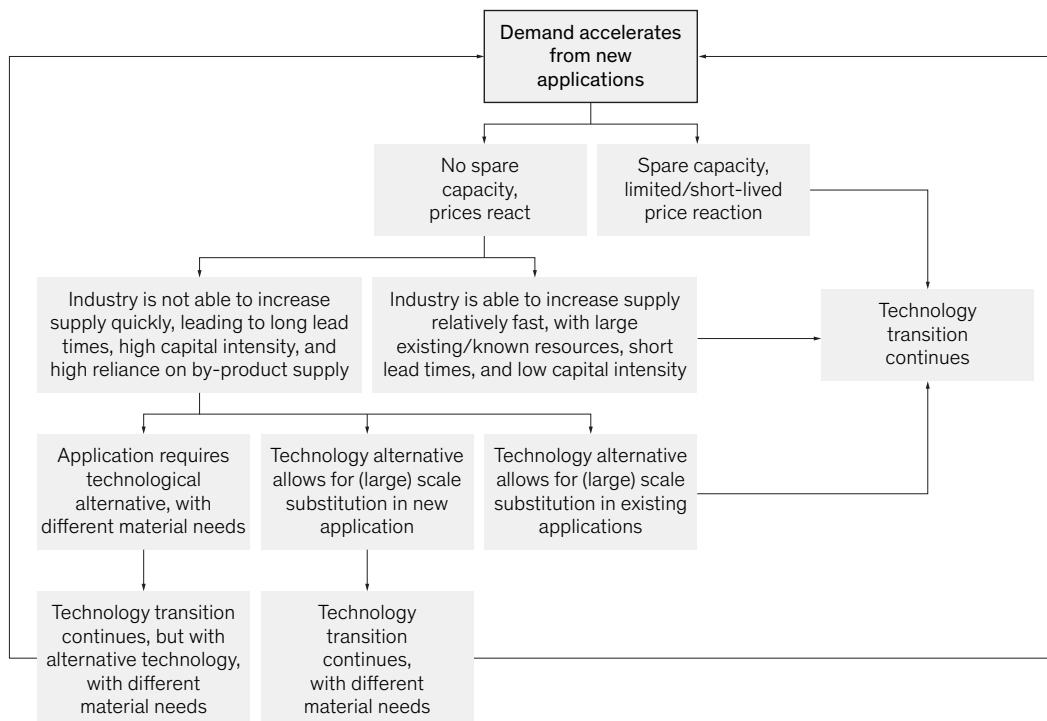 Demand accelerates
from new
applications
No spare
capacity,
prices react
Spare capacity,
limited/short-lived
price reaction
Industry is not able to increase
supply quickly, leading to long lead
times, high capital intensity, and
high reliance on by-product supply
Industry is able to increase supply
relatively fast, with large
existing/known resources, short
lead times, and low capital intensity
Technology
transition
continues
Application requires
technological
alternative, with
different material needs
Technology alternative
allows for (large) scale
substitution in new
application
Technology alternative
allows for (large) scale
substitution in existing
applications
Technology transition
continues, but with
alternative technology,
with different
material needs
Technology
transition
continues,
with different
material needs